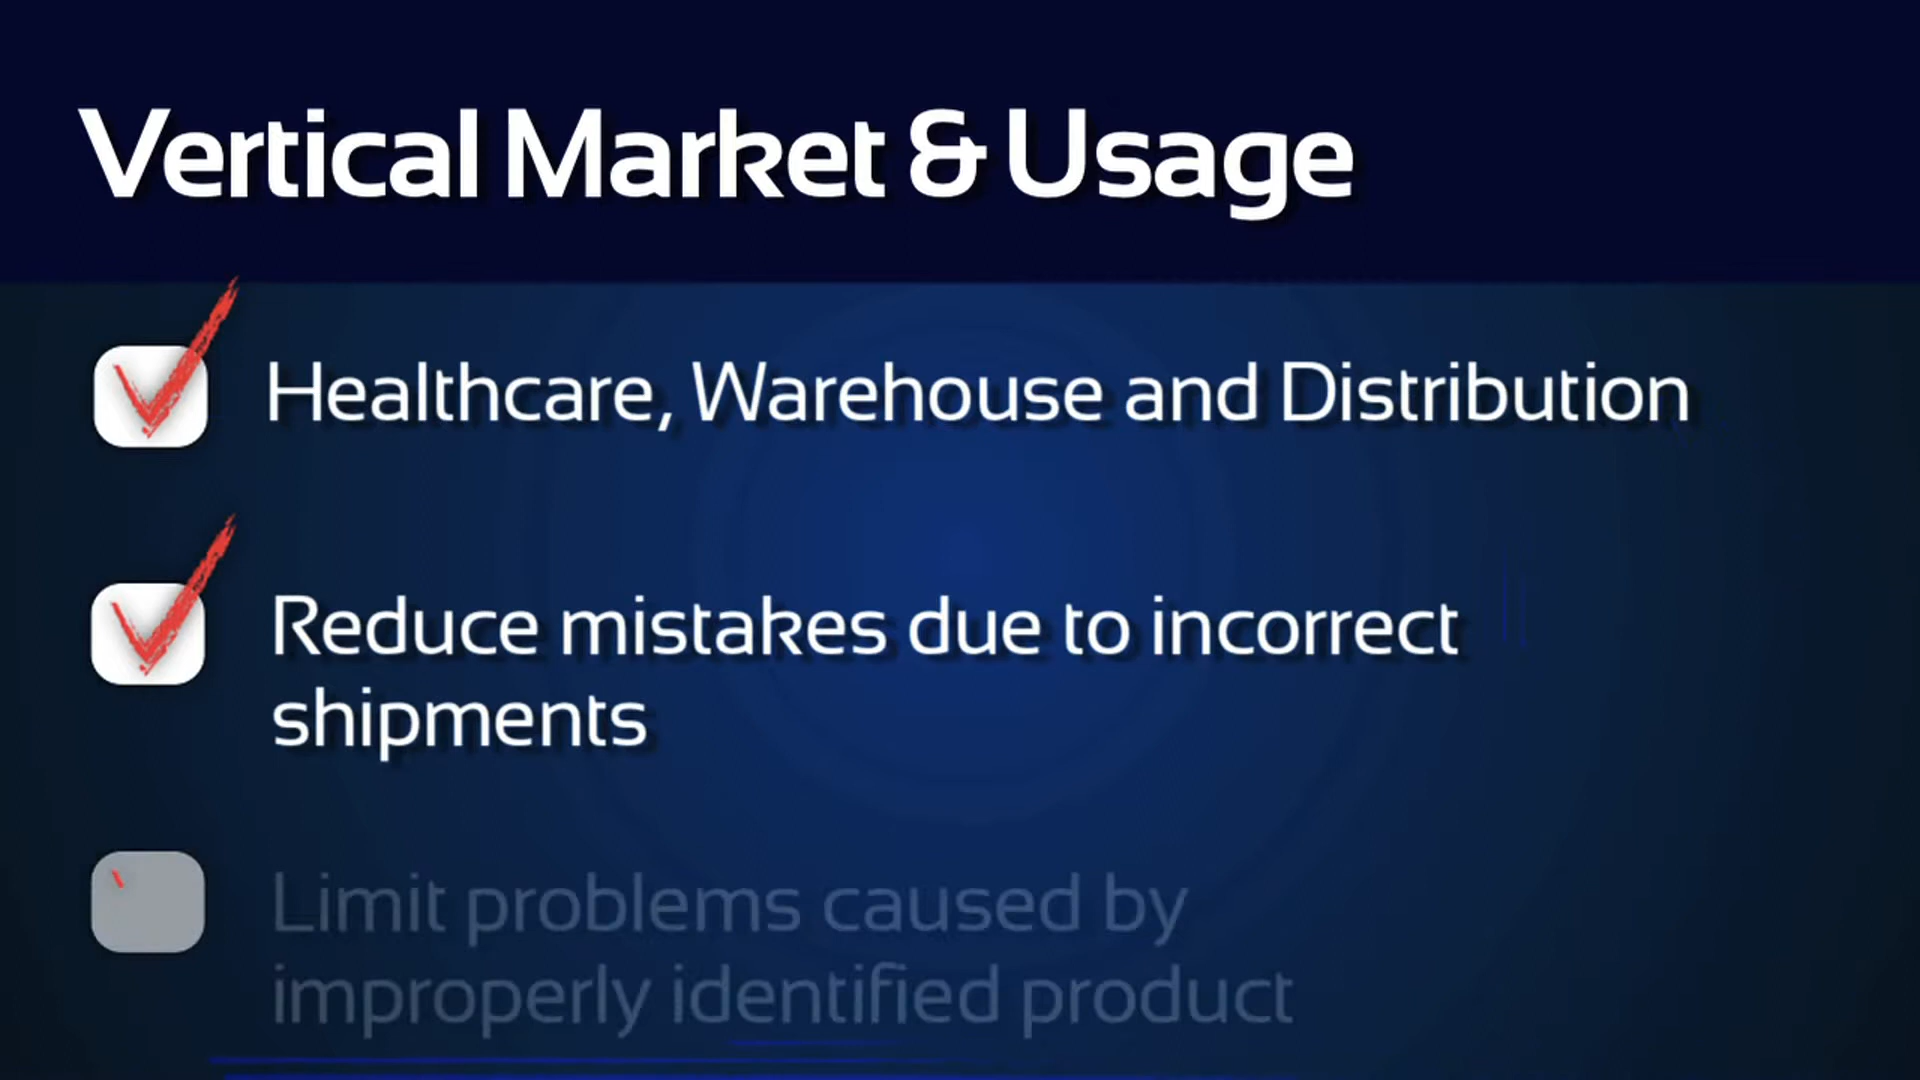 Vertical Market & Usage
Healthcare, Warehouse and Distribution
Reduce mistakes due to incorrect
shipments
Limit problems caused by
improperly identified product